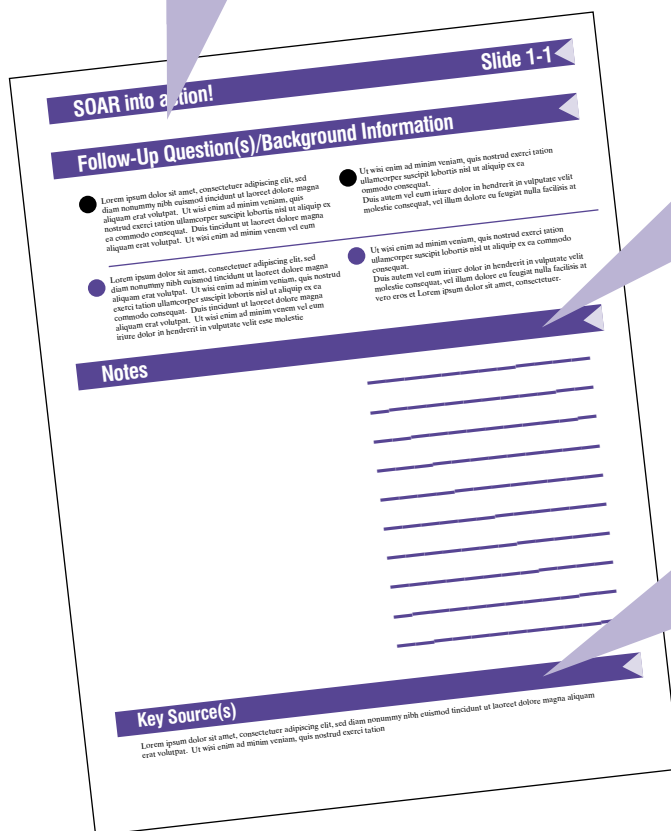 SOAR into action!
Slide 1-1
Follow-Up Question(s)/Background Information
Lorem ipsum dolor sit amet, consectetuer adipiscing elit, sed
diam nonummy nibh euismod tincidunt ut laoreet dolore magna
aliquam erat volutpat. Ut wisi enim ad minim veniam, quis
nostrud exerci tation ullamcorper suscipit lobortis nisl ut aliquip ex
ea commodo consequat. Duis tincidunt ut laoreet dolore magna
aliquam erat volutpat. Ut wisi enim ad minim venem vel eum
Ut wisi enim ad minim veniam, quis nostrud exerci tation
ullamcorper suscipit lobortis nisl ut aliquip ex ea
ommodo consequat.
Duis autem vel eum iriure dolor in hendrerit in vulputate velit
molestie consequat, vel illum dolore eu feugiat nulla facilisis at
Lorem ipsum dolor sit amet, consectetuer adipiscing elit, sed
diam nonummy nibh euismod tincidunt ut laoreet dolore magna
aliquam erat volutpat. Ut wisi enim ad minim veniam, quis nostrud
exerci tation ullamcorper suscipit lobortis nisl ut aliquip ex ea
commodo consequat. Duis tincidunt ut laoreet dolore magna
aliquam erat volutpat. Ut wisi enim ad minim venem vel eum
iriure dolor in hendrerit in vulputate velit esse molestie
Ut wisi enim ad minim veniam, quis nostrud exerci tation
ullamcorper suscipit lobortis nisl ut aliquip ex ea commodo
consequat.
Duis autem vel eum iriure dolor in hendrerit in vulputate velit
molestie consequat, vel illum dolore eu feugiat nulla facilisis at
vero eros et Lorem ipsum dolor sit amet, consectetuer.
Notes
Key Source(s)
Lorem ipsum dolor sit amet, consectetuer adipiscing elit, sed diam nonummy nibh euismod tincidunt ut laoreet dolore magna aliquam
erat volutpat. Ut wisi enim ad minim veniam, quis nostrud exerci tation